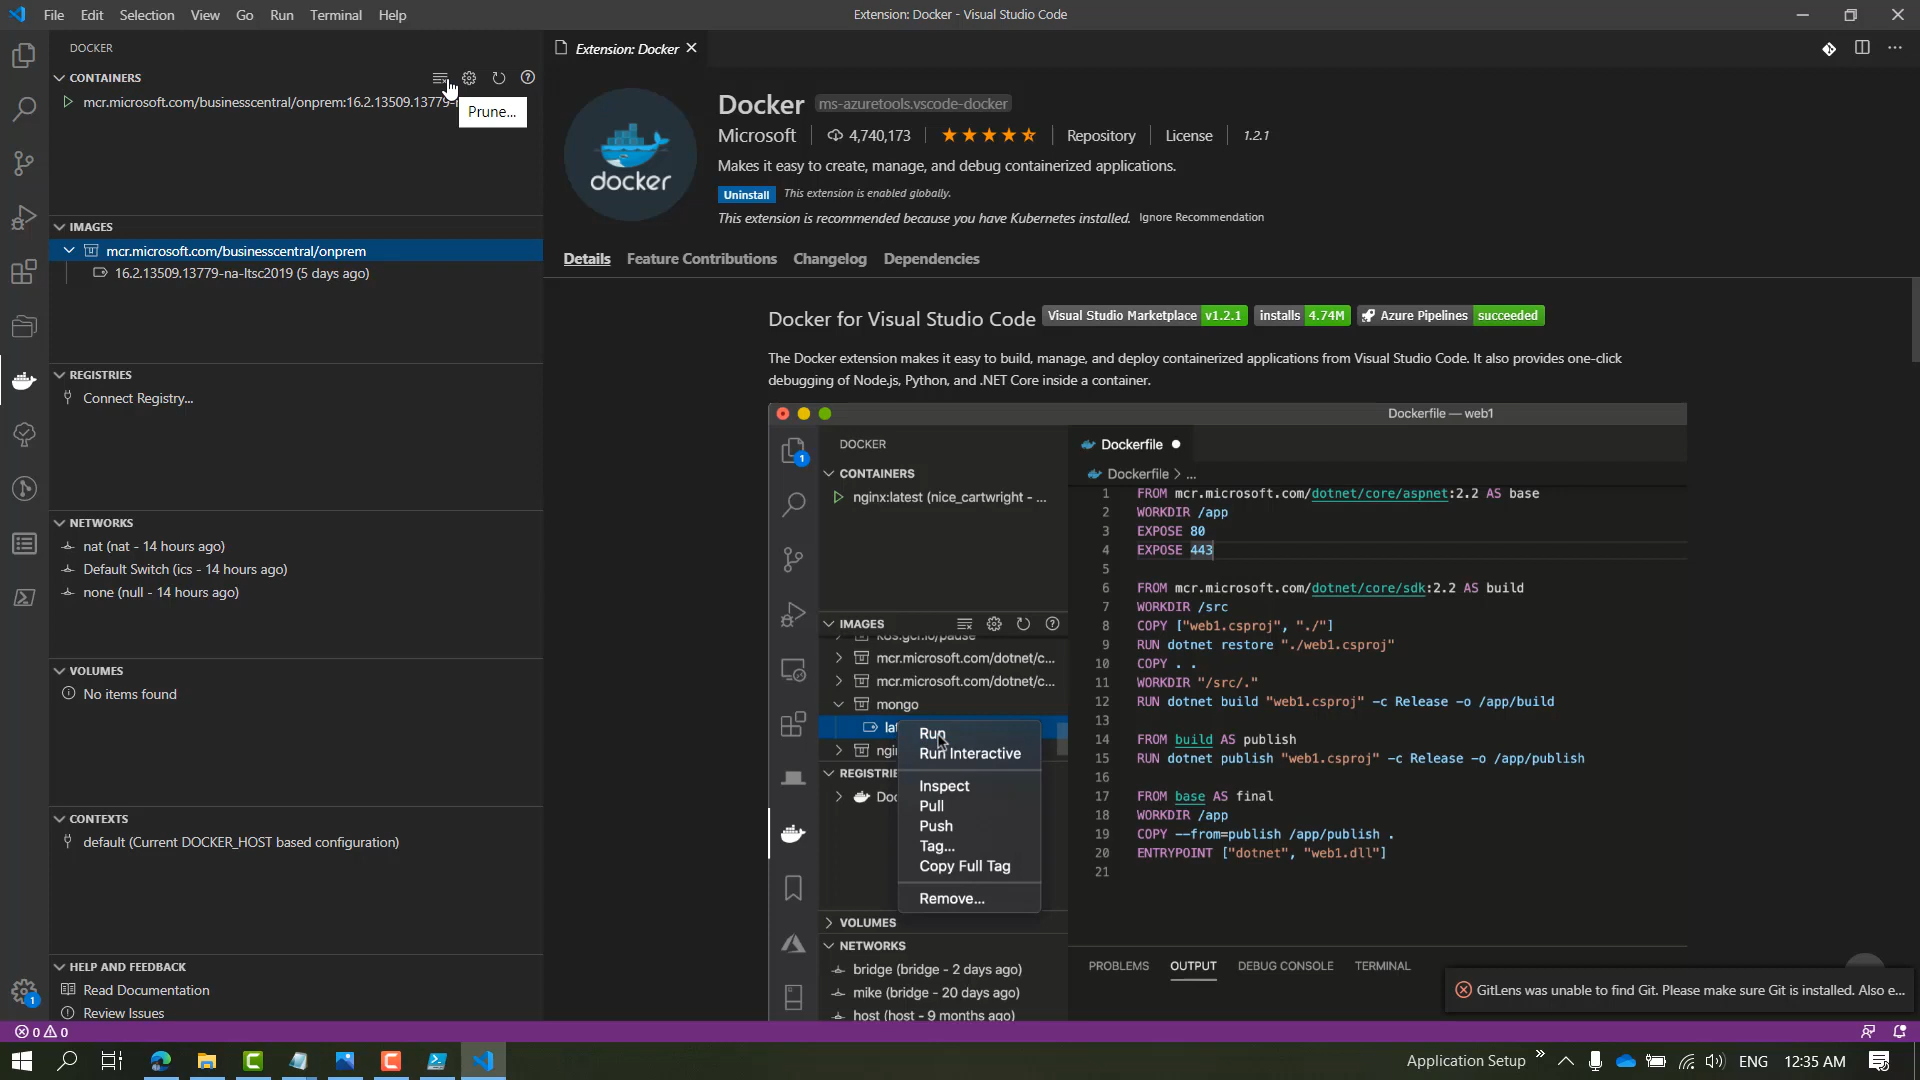 File Edit Selection View Go Run Terminal Help
Extension: Docker - Visual Studio Code
DOCKER
CONTAINERS
mcr.microsoft.com/businesscentral/onprem:16.2.13509.13779-
Prune...
IMAGES
mcr.microsoft.com/businesscentral/onprem
16.2.13509.13779-na-ltsc2019 (5 days ago)
REGISTRIES
Connect Registry...
NETWORKS
nat (nat - 14 hours ago)
Default Switch (ics - 14 hours ago)
none (null - 14 hours ago)
VOLUMES
No items found
CONTEXTS
default (Current DOCKER_HOST based configuration)
HELP AND FEEDBACK
Read Documentation
Review Issues
1
Extension: Docker
docker
Docker ms-azuretools.vscode-docker
Microsoft 4,740,173 Repository License 1.2.1
Makes it easy to create, manage, and debug containerized applications.
Uninstall This extension is enabled globally.
This extension is recommended because you have Kubernetes installed. Ignore Recommendation
Details Feature Contributions Changelog Dependencies
Docker for Visual Studio Code Visual Studio Marketplace v1.2.1 installs 4.74M Azure Pipelines succeeded
The Docker extension makes it easy to build, manage, and deploy containerized applications from Visual Studio Code. It also provides one-click
debugging of Node.js, Python, and .NET Core inside a container.
Dockerfile — web1
1
DOCKER
CONTAINERS
nginx:latest (nice_cartwright - ...
IMAGES
k8s.gcr.io/pause
mcr.microsoft.com/dotnet/c...
mcr.microsoft.com/dotnet/c...
mongo
lat
ngi
REGISTRIE
Doc
Run
Run Interactive
Inspect
Pull
Push
Tag...
Copy Full Tag
Remove...
VOLUMES
NETWORKS
bridge (bridge - 2 days ago)
mike (bridge - 20 days ago)
host (host - 9 months ago)
Dockerfile
Dockerfile > ...
1 FROM mcr.microsoft.com/dotnet/core/aspnet:2.2 AS base
2 WORKDIR /app
3 EXPOSE 80
4 EXPOSE 443
5
6 FROM mcr.microsoft.com/dotnet/core/sdk:2.2 AS build
7 WORKDIR /src
8 COPY ["web1.csproj", "./"]
9 RUN dotnet restore "./web1.csproj"
10 COPY . .
11 WORKDIR "/src/."
12 RUN dotnet build "web1.csproj" -c Release -o /app/build
13
14 FROM build AS publish
15 RUN dotnet publish "web1.csproj" -c Release -o /app/publish
16
17 FROM base AS final
18 WORKDIR /app
19 COPY --from=publish /app/publish .
20 ENTRYPOINT ["dotnet", "web1.dll"]
21
PROBLEMS OUTPUT DEBUG CONSOLE TERMINAL
GitLens was unable to find Git. Please make sure Git is installed. Also e...
0 0
Application Setup » ENG 12:35 AM